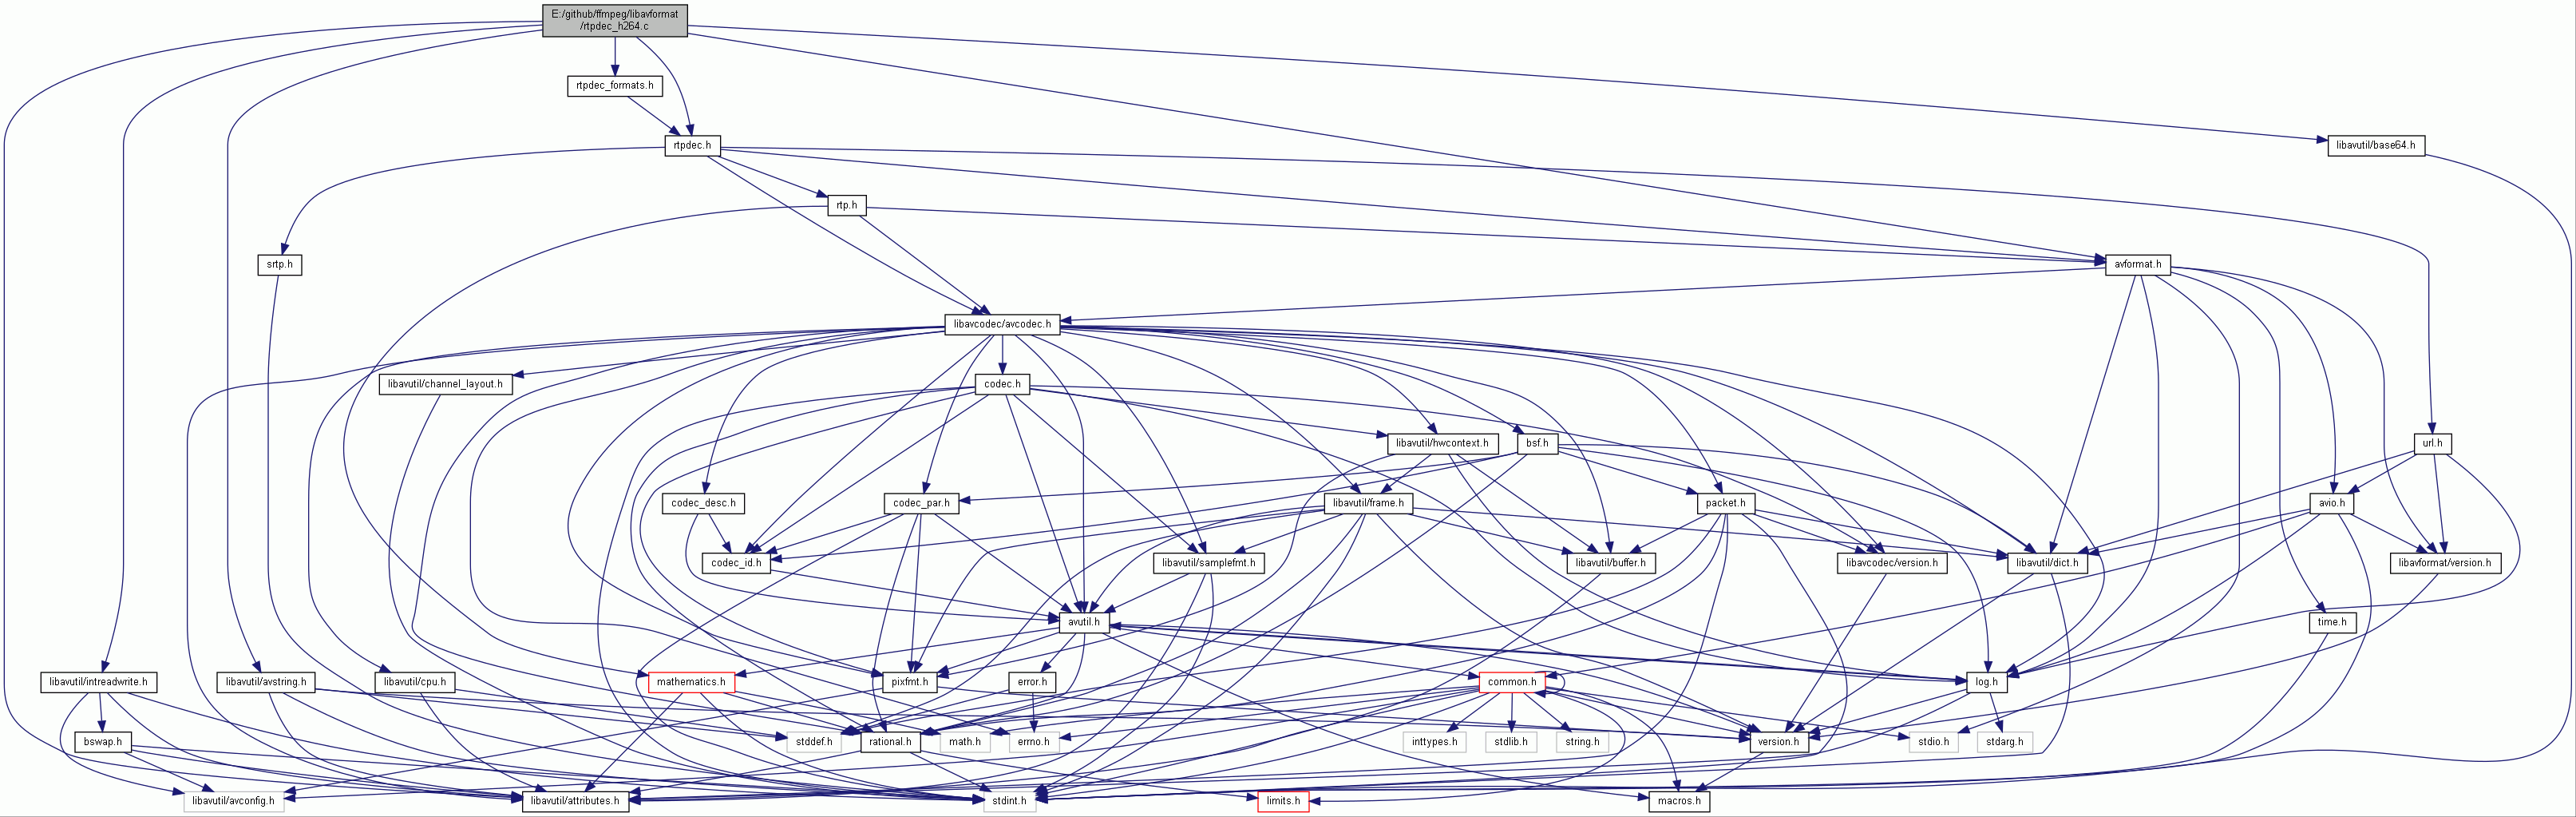 E:/github/ffmpeg/libavformat
/rtpdec_h264.c
rtpdec_formats.h
rtpdec.h
libavutil/base64.h
rtp.h
srtp.h
avformat.h
libavcodec/avcodec.h
libavutil/channel_layout.h
codec.h
libavutil/hwcontext.h
bsf.h
url.h
codec_desc.h
codec_par.h
libavutil/frame.h
packet.h
avio.h
codec_id.h
libavutil/samplefmt.h
libavutil/buffer.h
libavcodec/version.h
libavutil/dict.h
libavformat/version.h
avutil.h
time.h
libavutil/intreadwrite.h
libavutil/avstring.h
libavutil/cpu.h
mathematics.h
pixfmt.h
error.h
common.h
log.h
bswap.h
stddef.h
rational.h
math.h
errno.h
inttypes.h
stdlib.h
string.h
version.h
stdio.h
stdarg.h
libavutil/avconfig.h
libavutil/attributes.h
stdint.h
limits.h
macros.h